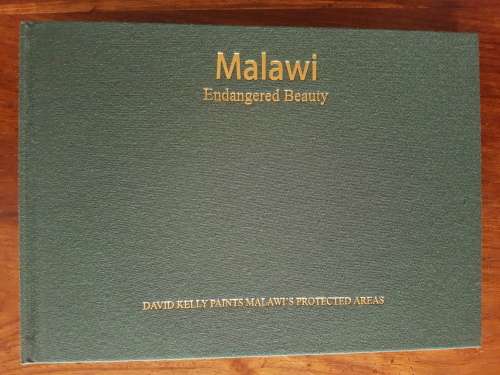 Malawi
Endangered Beauty
DAVID KELLY PAINTS MALAWI'S PROTECTED AREAS